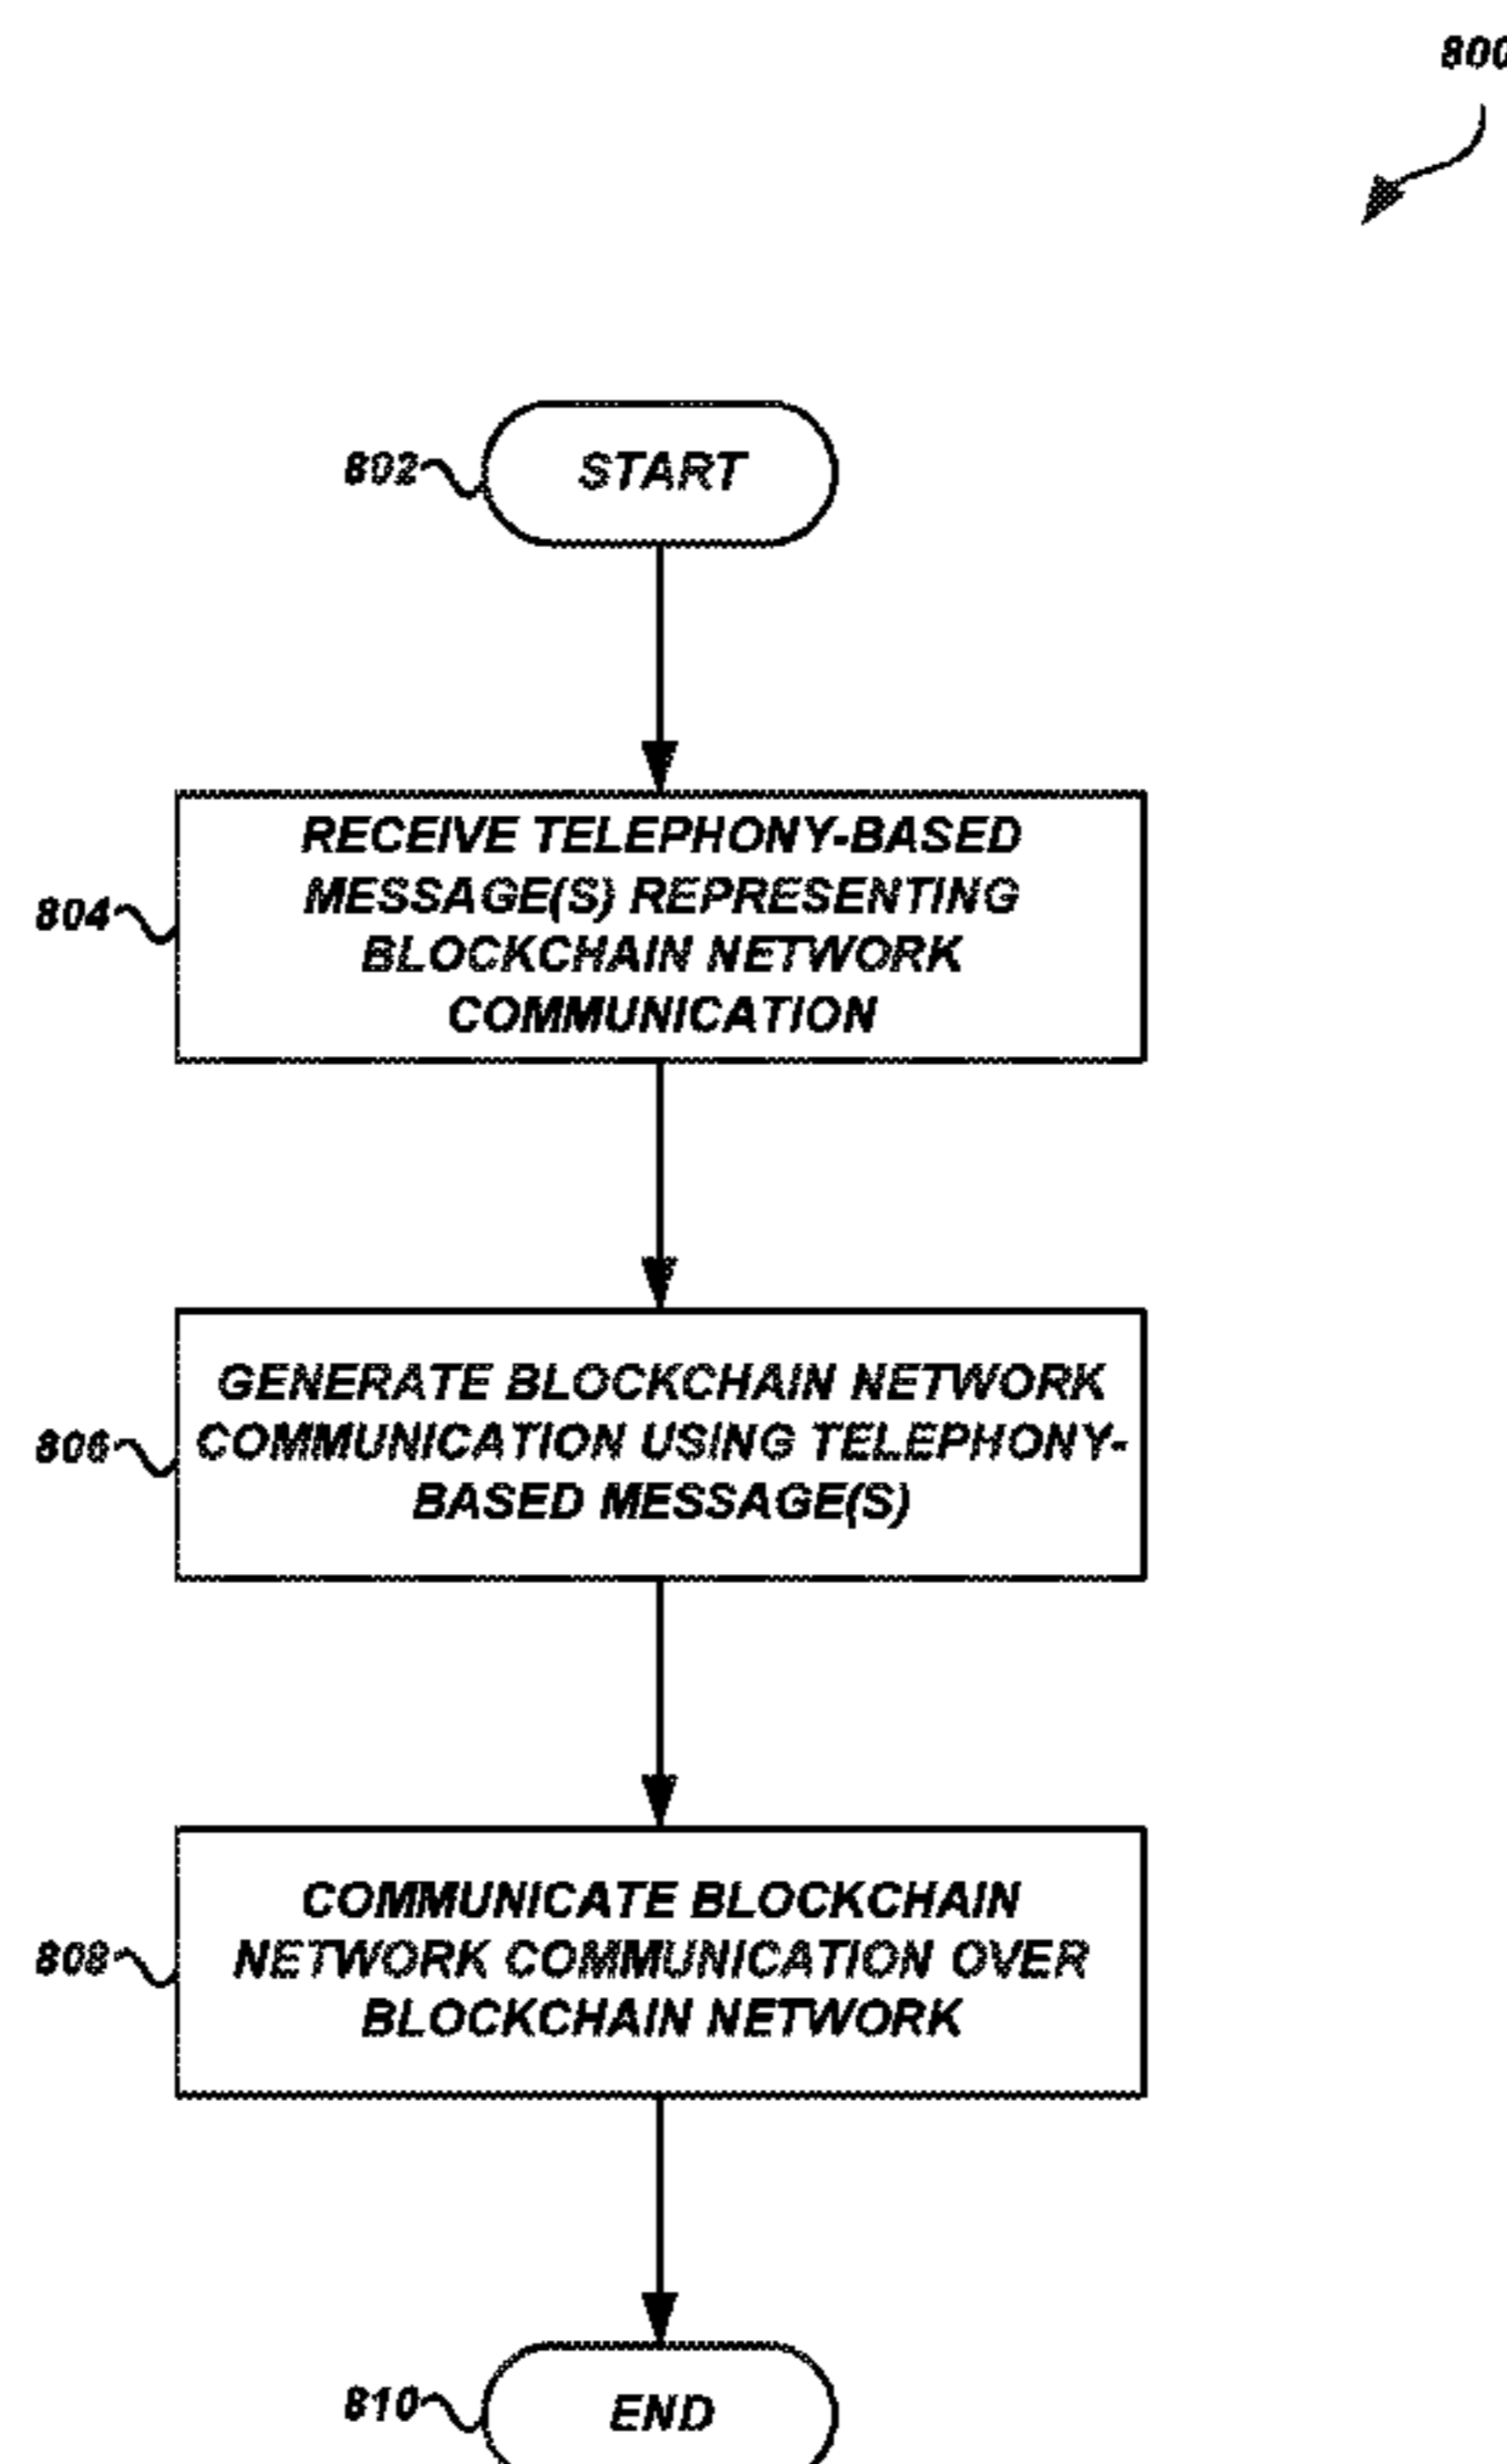 800
802 START
RECEIVE TELEPHONY-BASED
MESSAGE(S) REPRESENTING
804
BLOCKCHAIN NETWORK
COMMUNICATION
GENERATE BLOCKCHAIN NETWORK
806 COMMUNICATION USING TELEPHONY-
BASED MESSAGE(S)
COMMUNICATE BLOCKCHAIN
808 NETWORK COMMUNICATION OVER
BLOCKCHAIN NETWORK
810 END